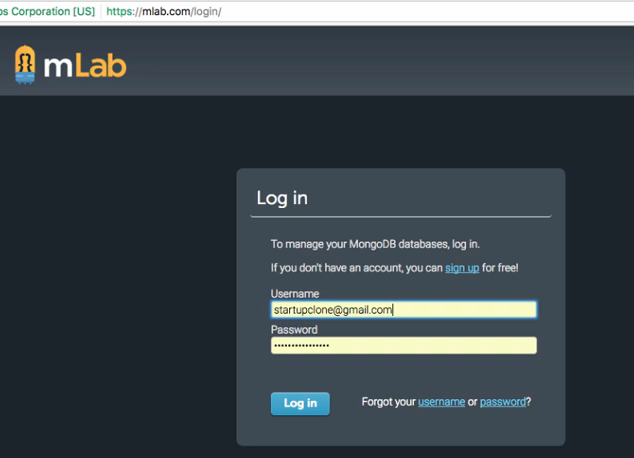 ps Corporation [US] https://mlab.com/login/
mLab
Log in
To manage your MongoDB databases, log in.
If you don't have an account, you can sign up for free!
Username
startupclone@gmail.com
Password
••••••••••••••••
Log in Forgot your username or password?